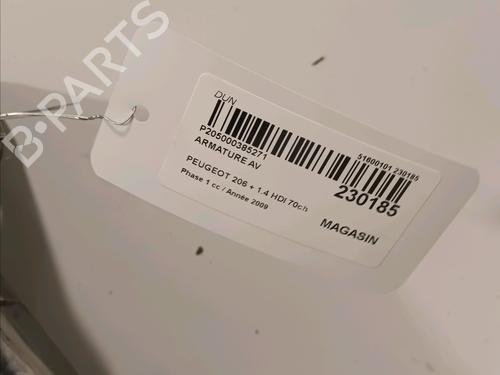 B-PARTS
DUN
P205000385271
51600101 230185
ARMATURE AV
230185
PEUGEOT 206 + 1.4 HDI 70ch
Phase 1 cc / Année 2009
MAGASIN